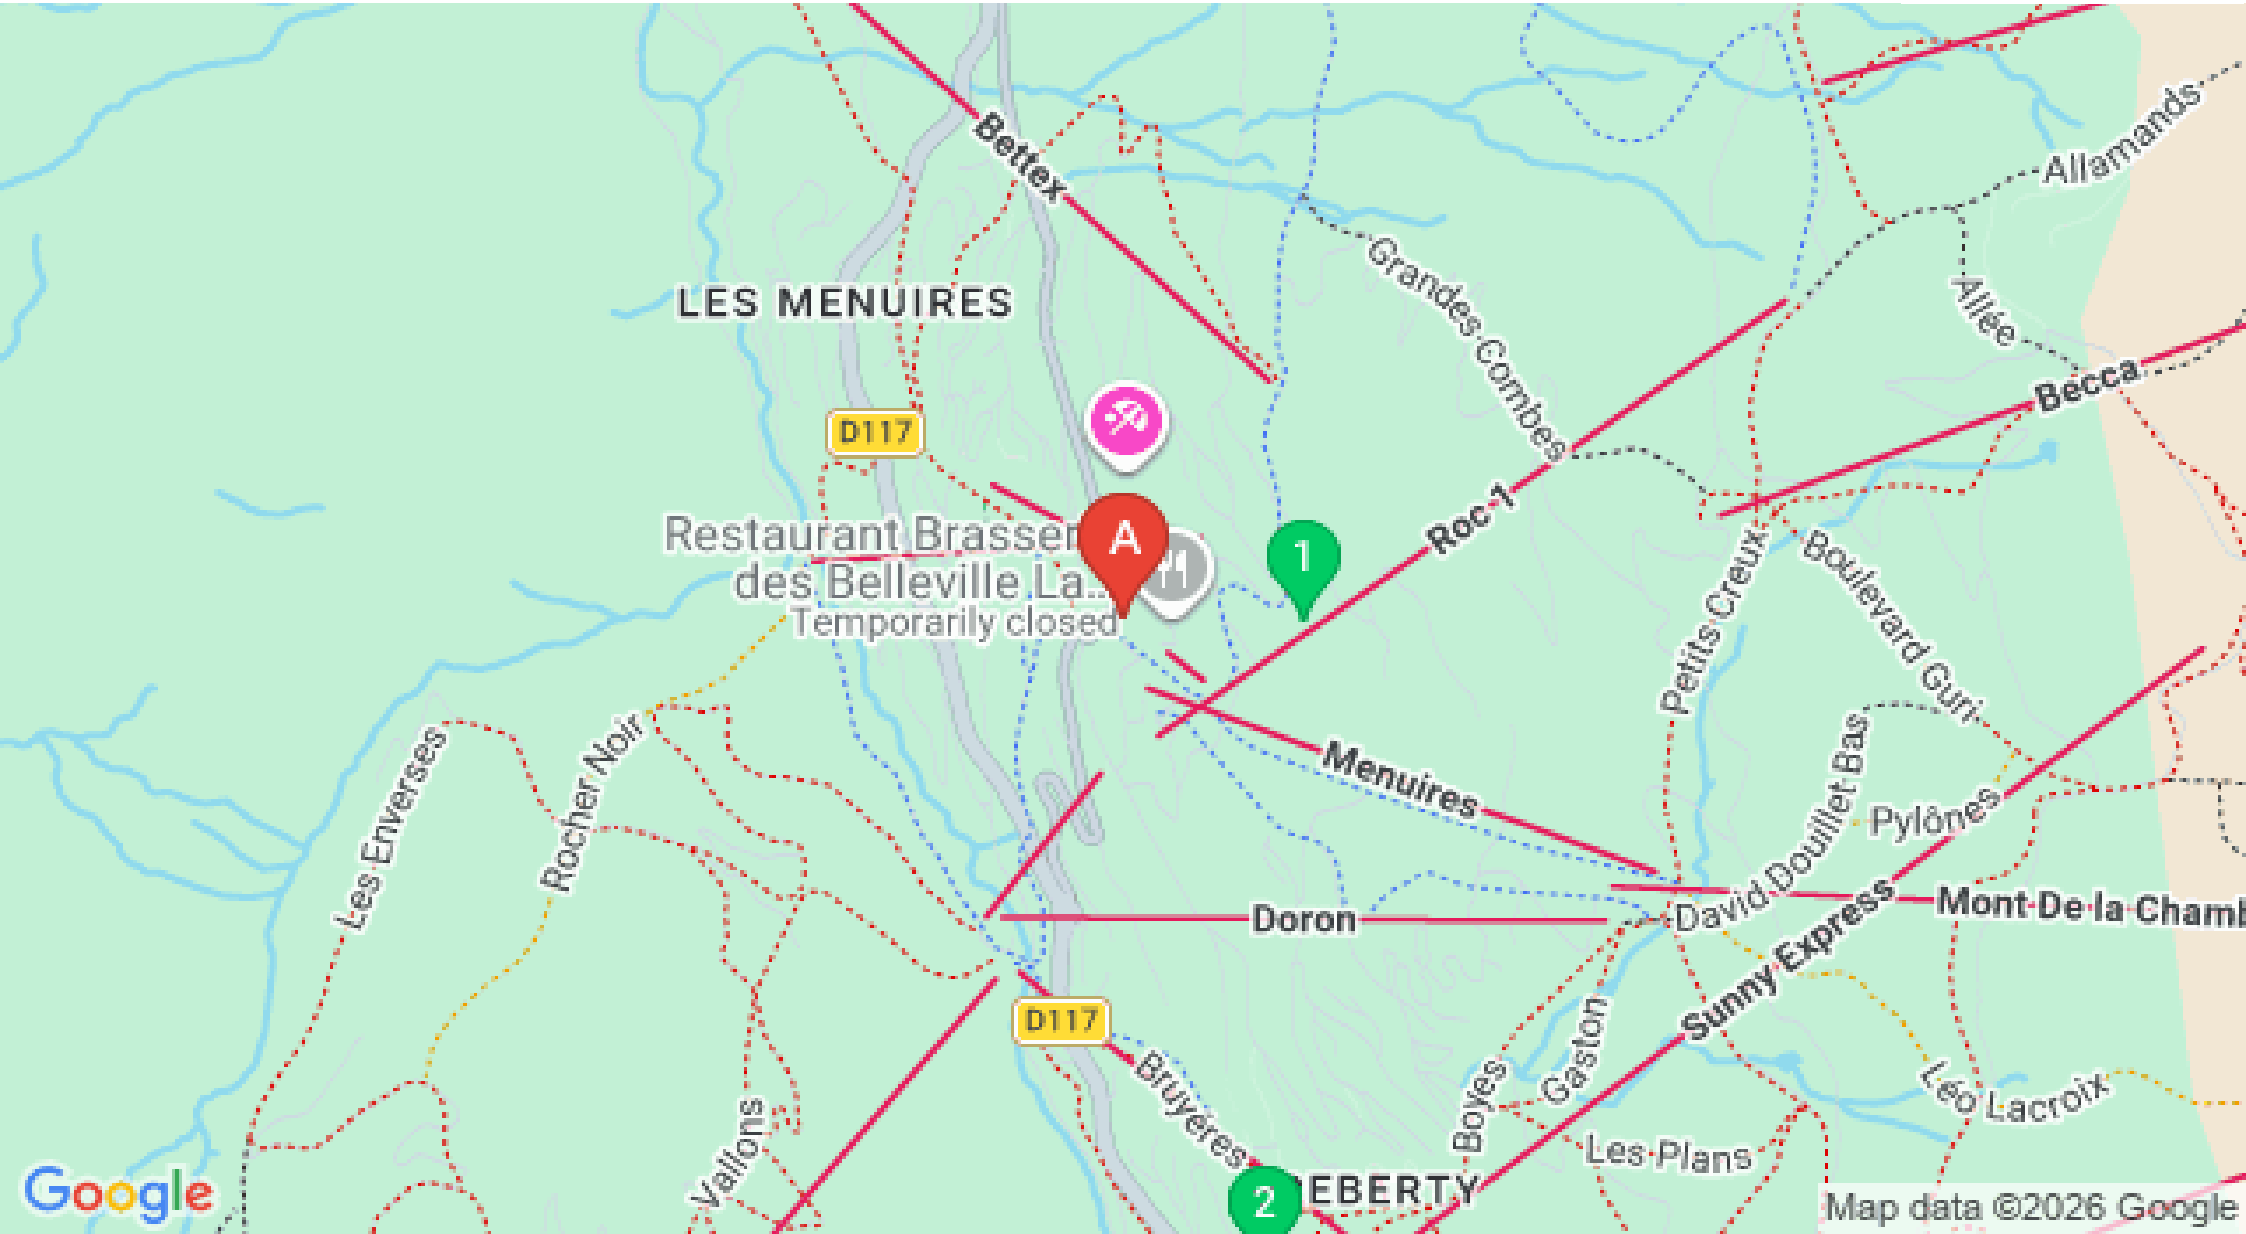 Bettex
Allamands
Grandes-Combes
LES MENUIRES
Allée
Becca
D117
Roc 1
A
1
Restaurant Brasser
des Belleville La...
Temporarily closed
Petits Creux
Boulevard Guri
Les Enverses
Rocher Noir
Menuires
David Douillet Bas
Pylônes
Doron
Mont De la Chamb
Sunny Express
D117
Bruyères
Gaston
Boyes
Léo Lacroix
Vallons
Les Plans
2
EBERTY
Google
Map data ©2026 Google